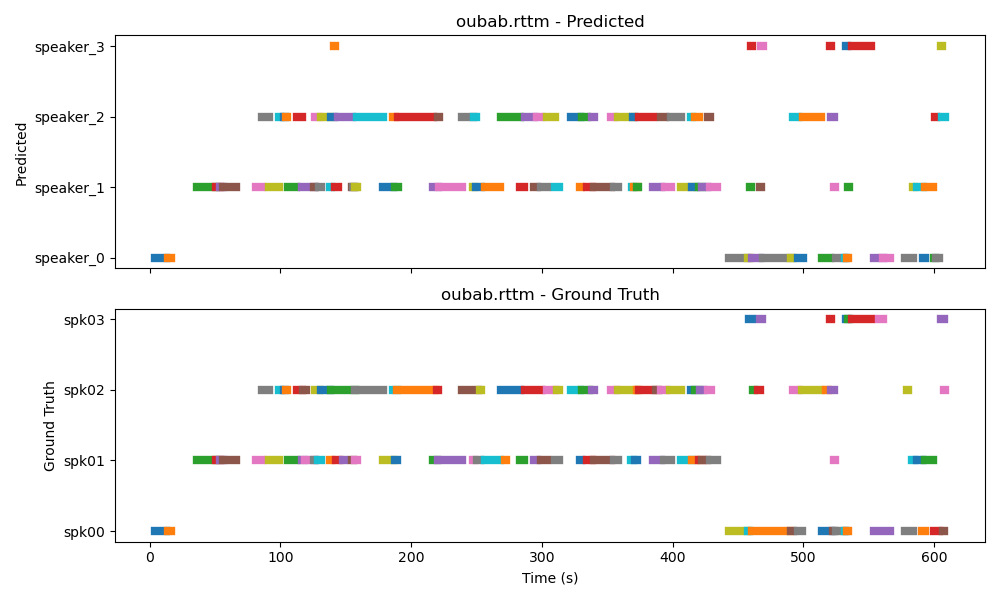 oubab.rttm - Predicted
speaker_3
speaker_2
Predicted
speaker_1
speaker_0
oubab.rttm - Ground Truth
spk03
spk02
Ground Truth
spk01
spk00
0 100 200 300 400 500 600
Time (s)